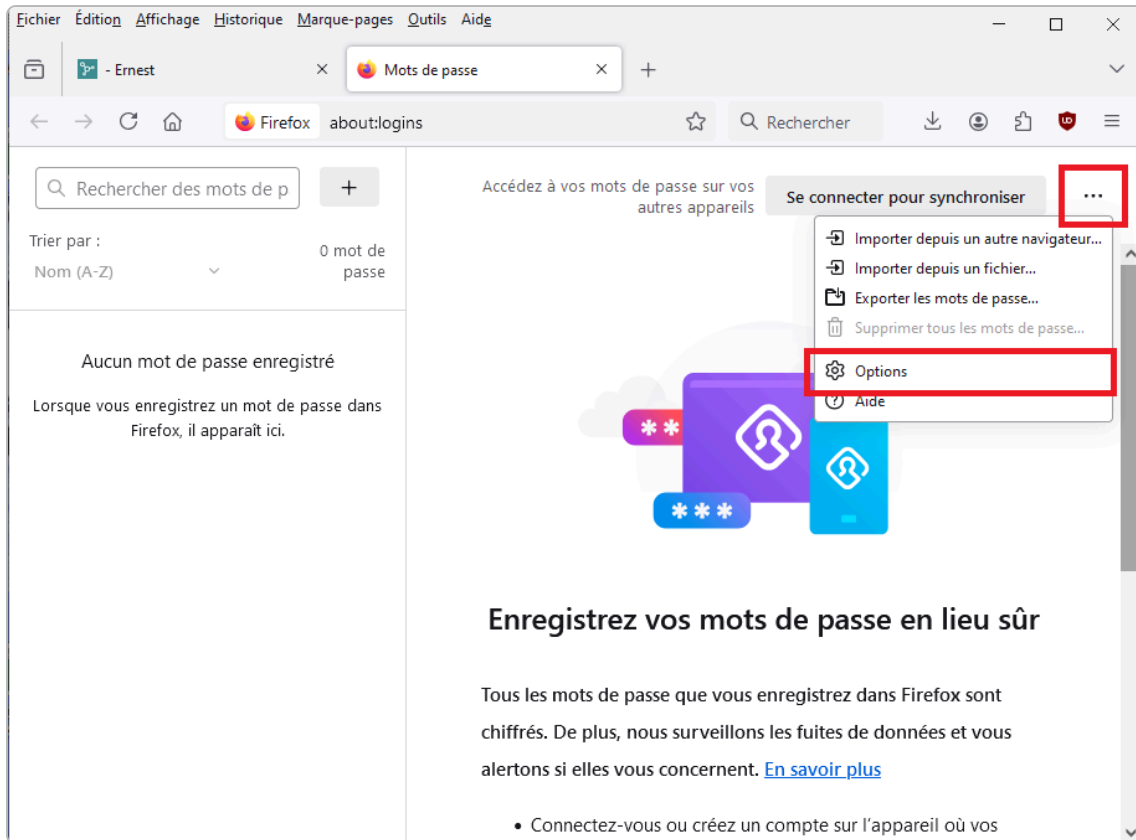 Fichier Édition Affichage Historique Marque-pages Outils Aide
- Ernest
Mots de passe
Firefox about:logins
Rechercher
Rechercher des mots de p
Trier par :
Nom (A-Z)
0 mot de
passe
Aucun mot de passe enregistré
Lorsque vous enregistrez un mot de passe dans
Firefox, il apparaît ici.
Accédez à vos mots de passe sur vos
autres appareils
Se connecter pour synchroniser
Importer depuis un autre navigateur...
Importer depuis un fichier...
Exporter les mots de passe...
Supprimer tous les mots de passe...
Options
Aide
Enregistrez vos mots de passe en lieu sûr
Tous les mots de passe que vous enregistrez dans Firefox sont
chiffrés. De plus, nous surveillons les fuites de données et vous
alertons si elles vous concernent. En savoir plus
• Connectez-vous ou créez un compte sur l’appareil où vos